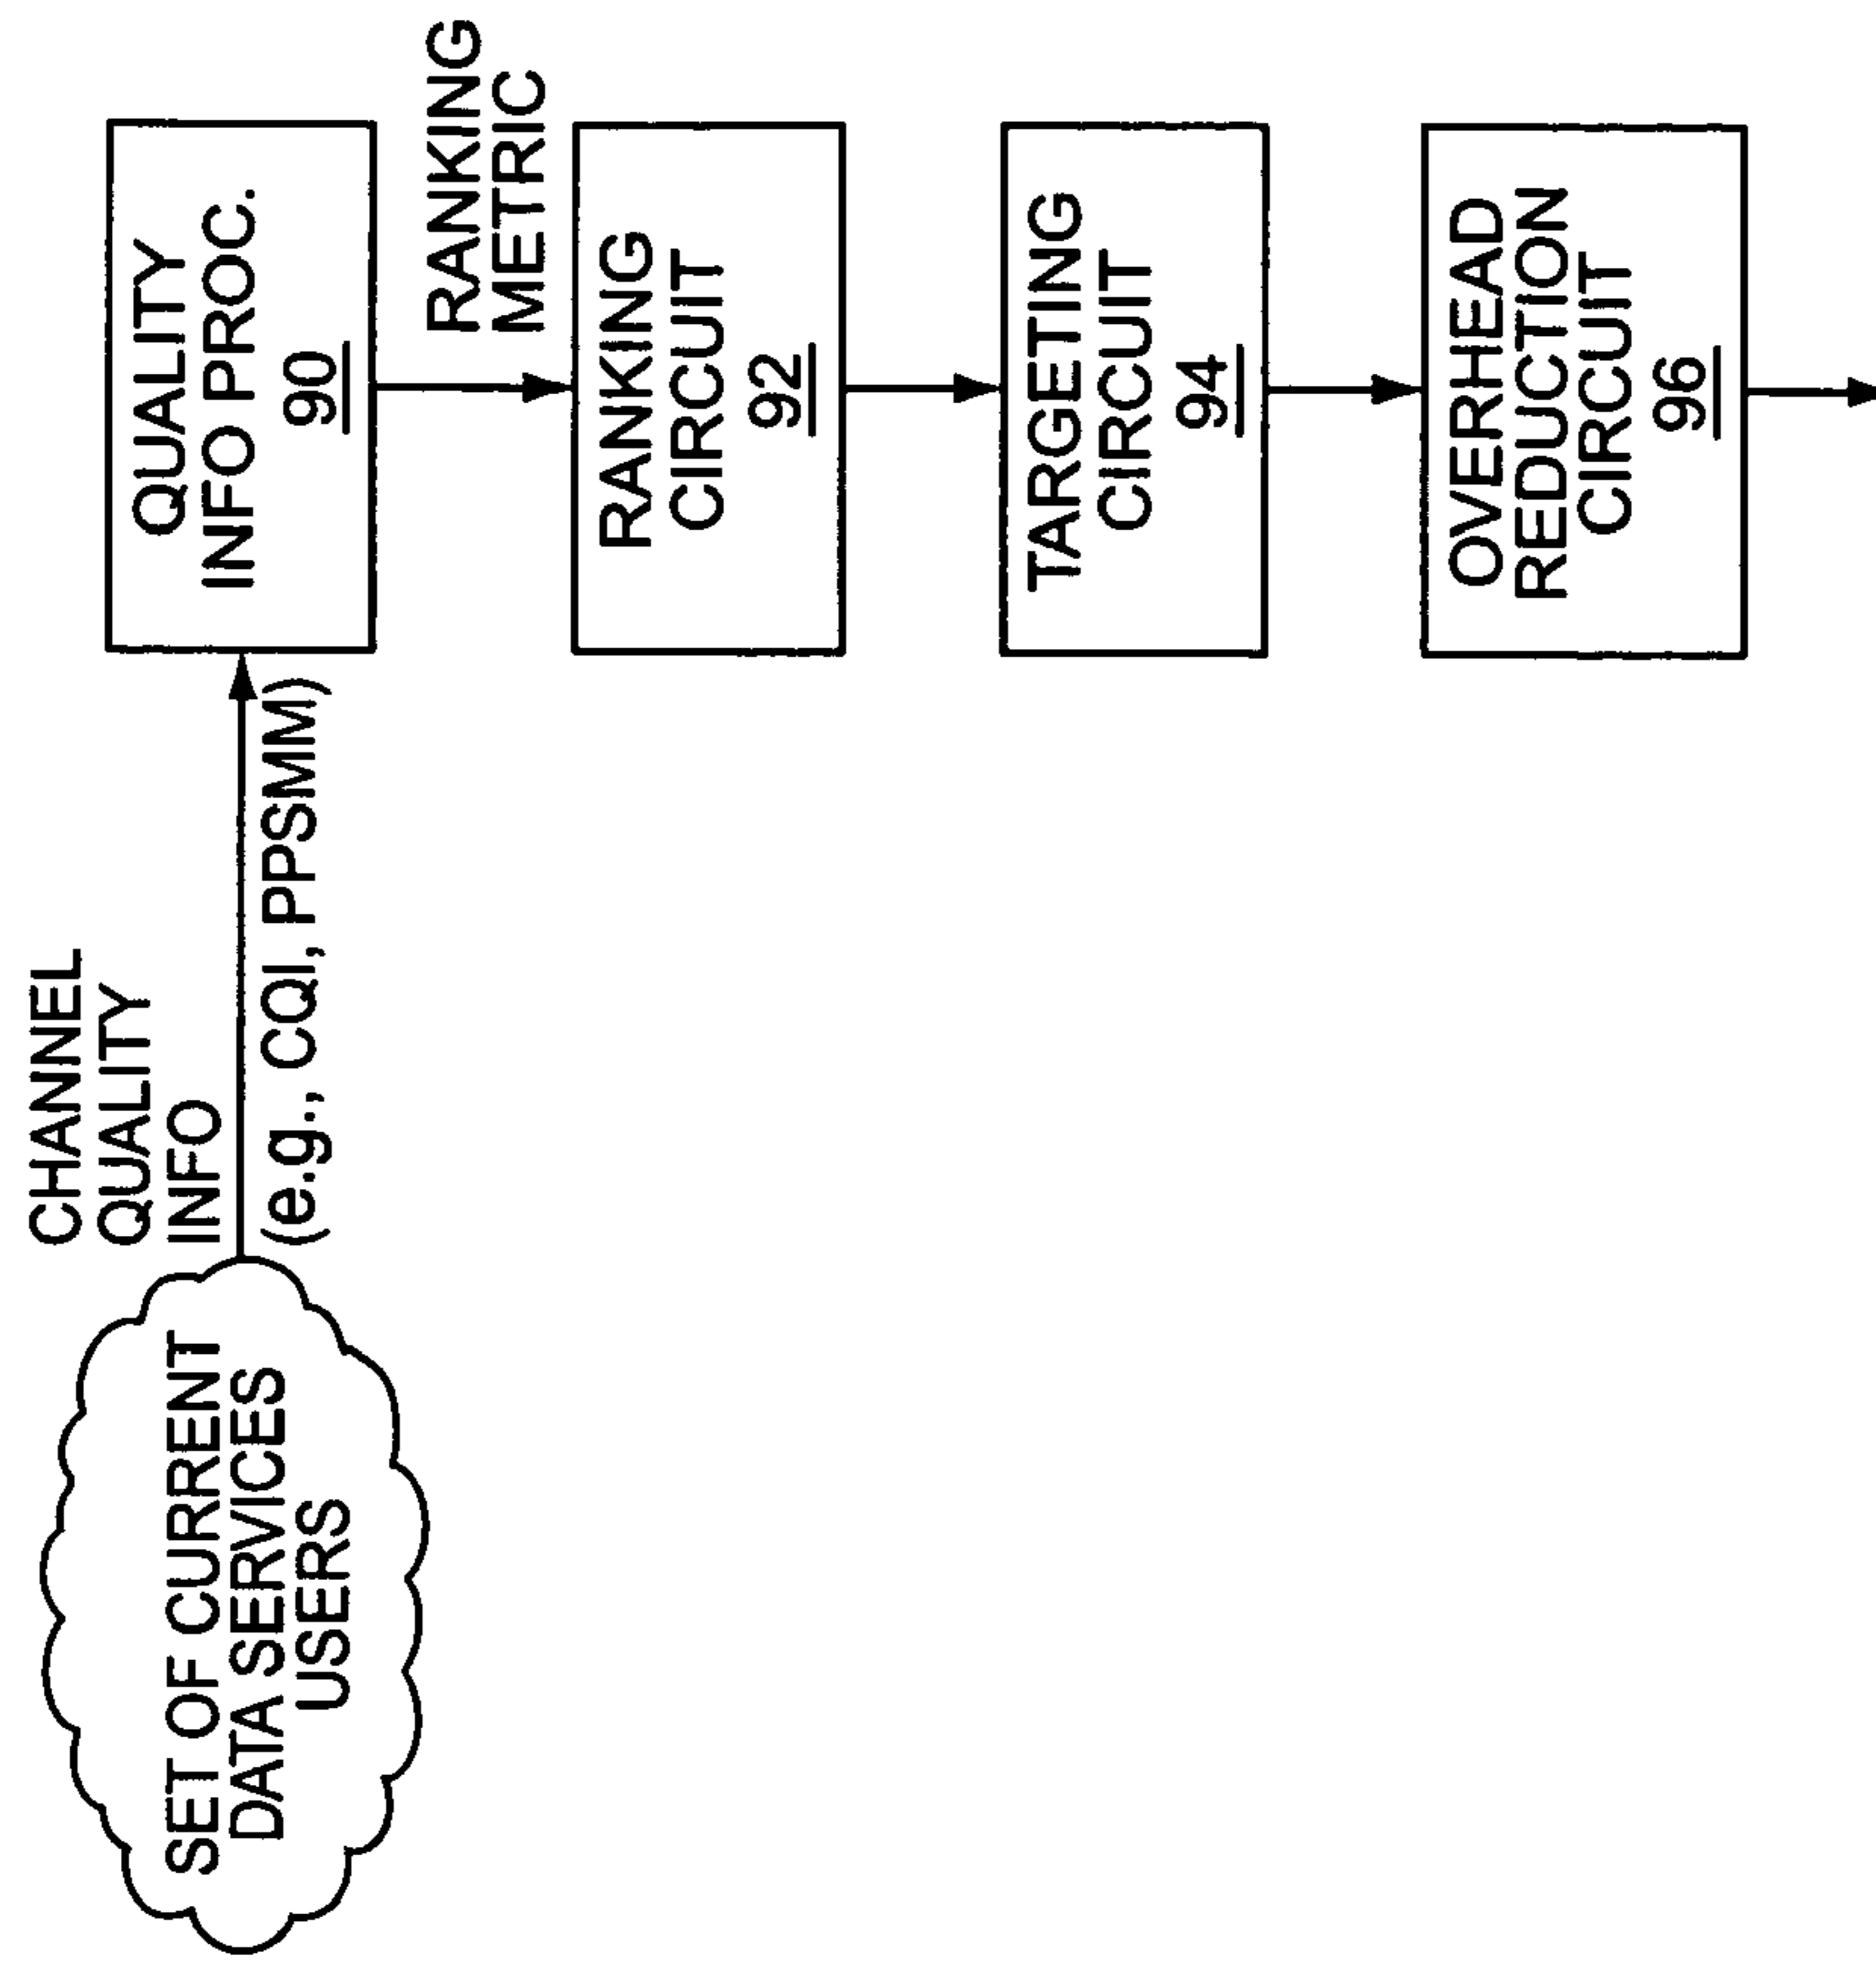 CHANNEL
QUALITY
INFO
(e.g., CQI, PPSMM)
SET OF CURRENT
DATA SERVICES
USERS
QUALITY
INFO PROC.
90
RANKING
METRIC
RANKING
CIRCUIT
92
TARGETING
CIRCUIT
94
OVERHEAD
REDUCTION
CIRCUIT
96